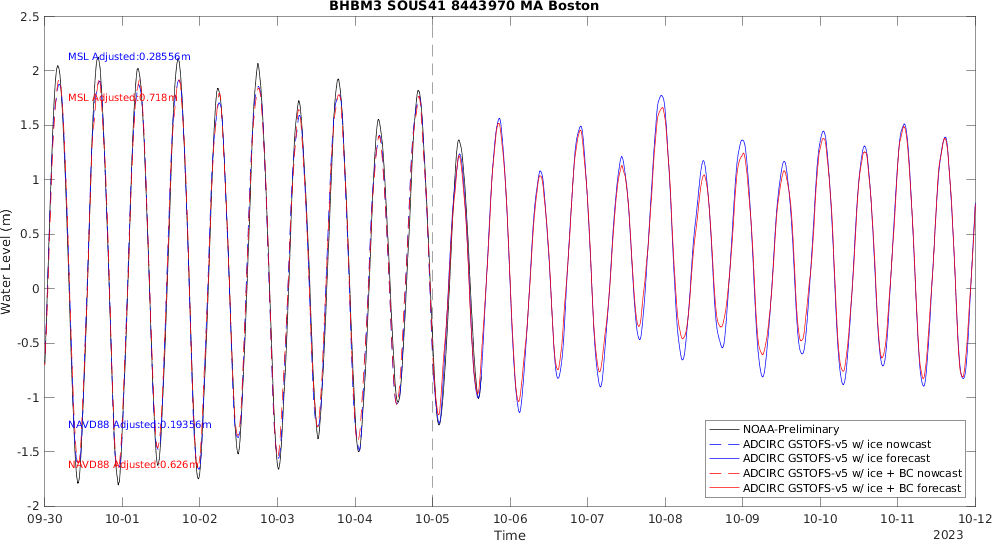 BHBM3 SOUS41 8443970 MA Boston
2.5
2
1.5
1
0.5
0
-0.5
-1
-1.5
-2
Water Level (m)
MSL Adjusted:0.28556m
MSL Adjusted:0.718m
NAVD88 Adjusted:0.19356m
NAVD88 Adjusted:0.626m
NOAA-Preliminary
ADCIRC GSTOFS-v5 w/ ice nowcast
ADCIRC GSTOFS-v5 w/ ice forecast
ADCIRC GSTOFS-v5 w/ ice + BC nowcast
ADCIRC GSTOFS-v5 w/ ice + BC forecast
09-30 10-01 10-02 10-03 10-04 10-05 10-06 10-07 10-08 10-09 10-10 10-11 10-12
Time
2023